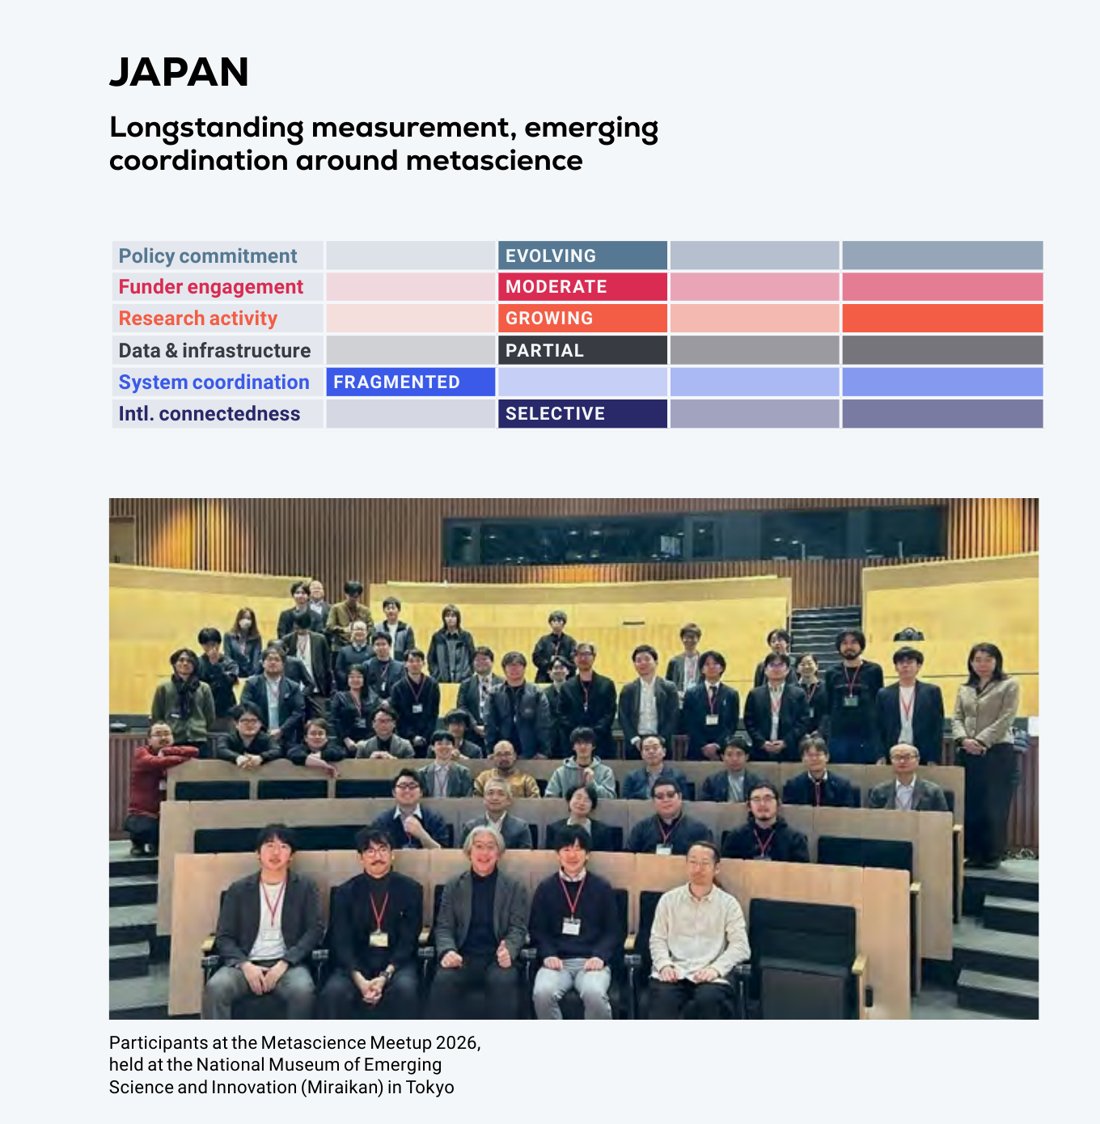 JAPAN
Longstanding measurement, emerging
coordination around metascience
Policy commitment EVOLVING
Funder engagement MODERATE
Research activity GROWING
Data & infrastructure PARTIAL
System coordination FRAGMENTED
Intl. connectedness SELECTIVE
Participants at the Metascience Meetup 2026,
held at the National Museum of Emerging
Science and Innovation (Miraikan) in Tokyo